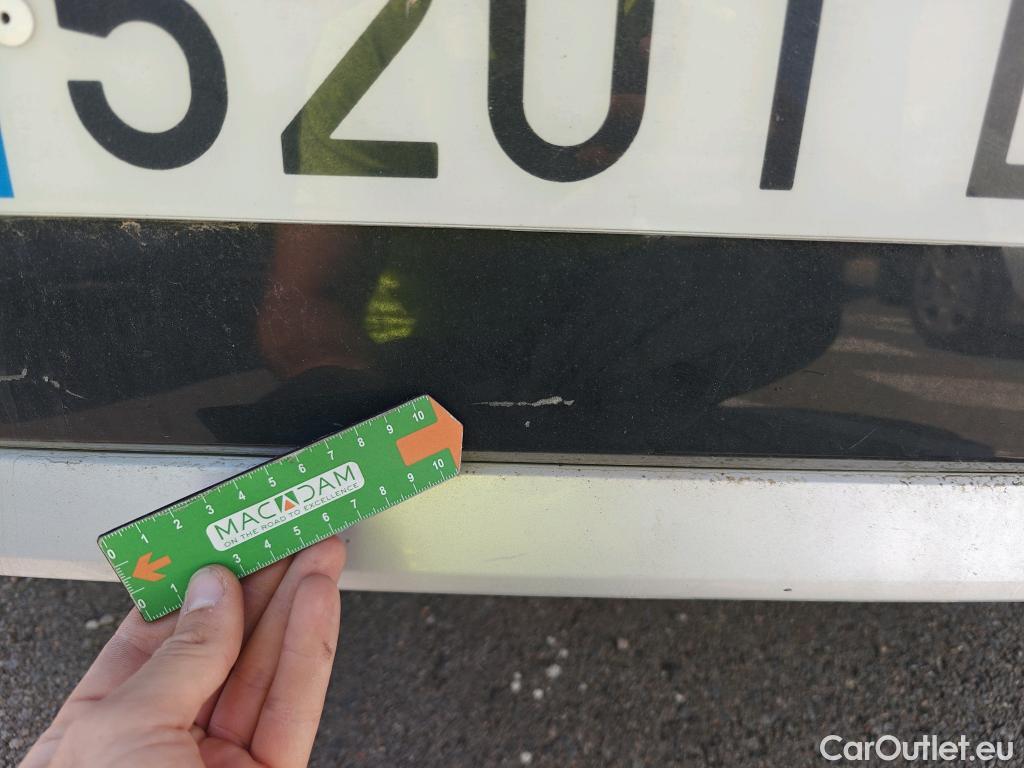 5201
0 1 2 3 4 5 6 7 8 9 10
MACADAM
ON THE ROAD TO EXCELLENCE
0 1 3 4 5 6 7 8 9 10
CarOutlet.eu